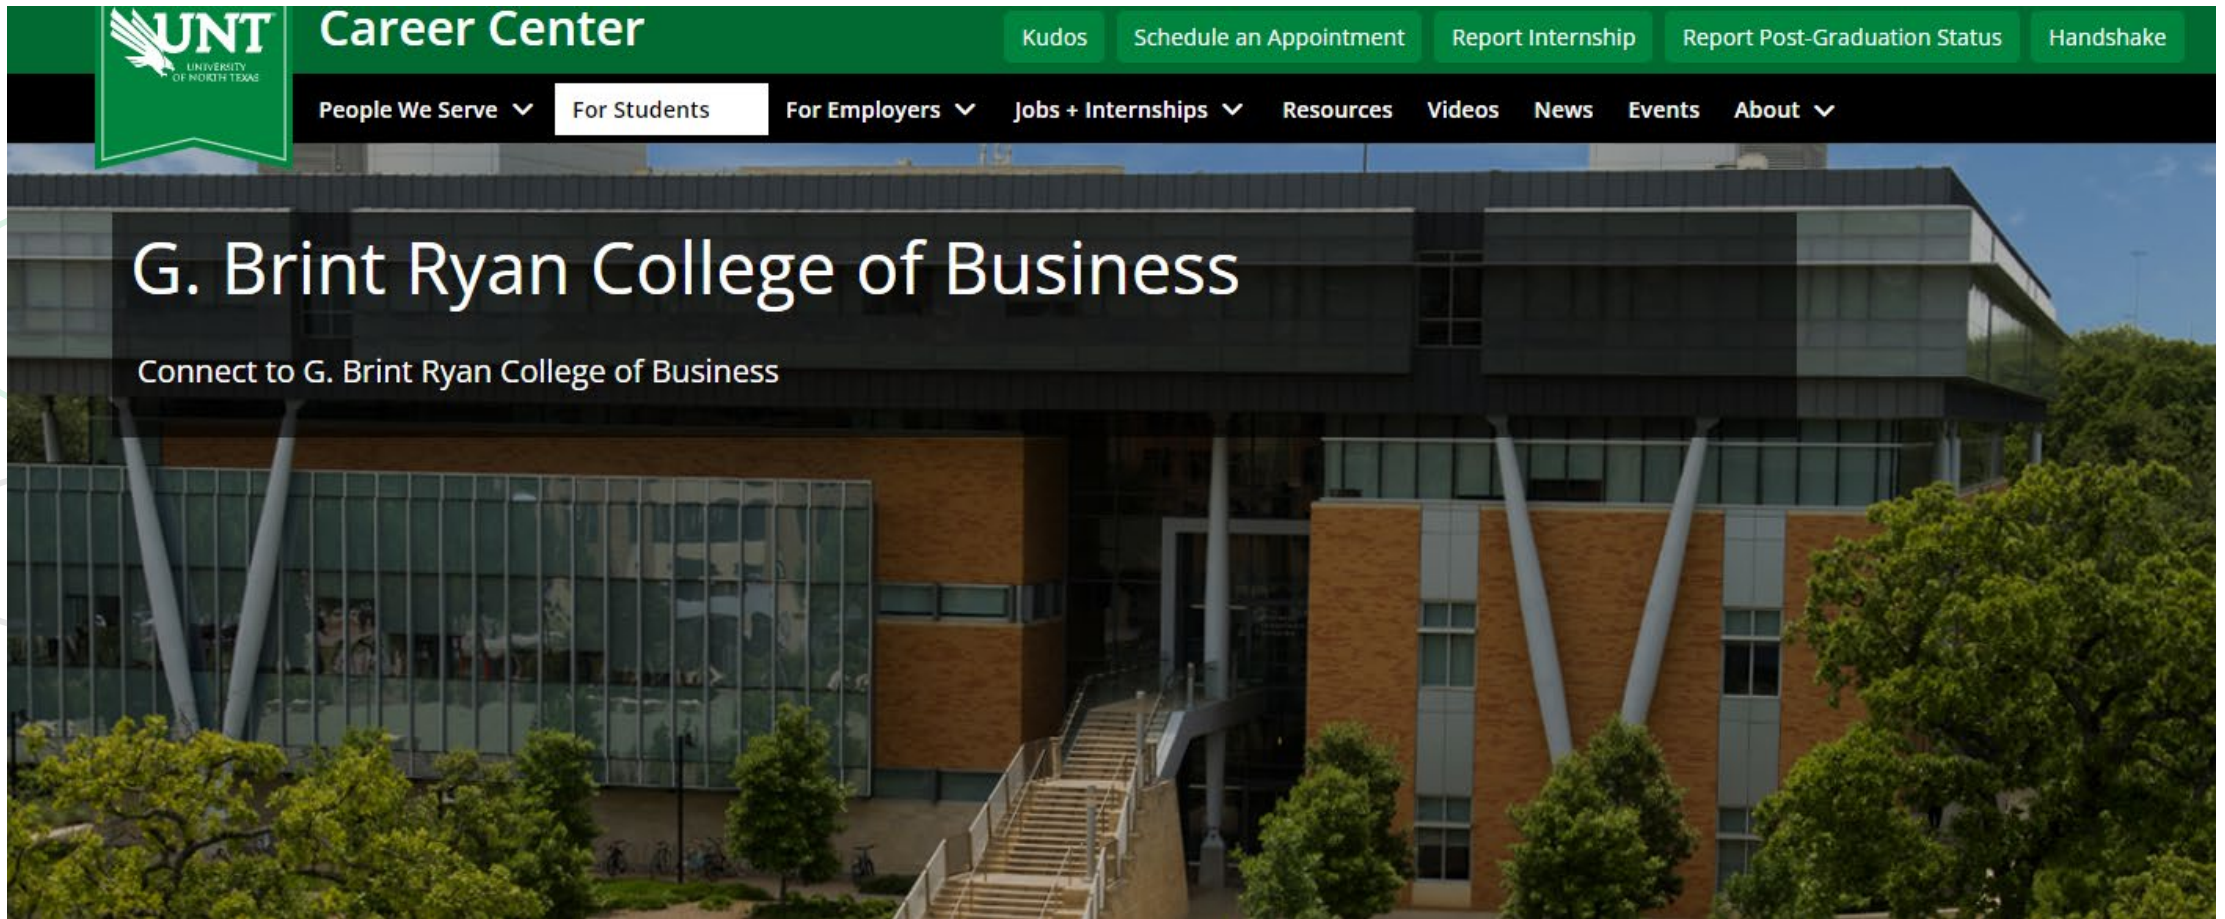 UNT
UNIVERSITY
OF NORTH TEXAS
Career Center
Kudos
Schedule an Appointment
Report Internship
Report Post-Graduation Status
Handshake
People We Serve
For Students
For Employers
Jobs + Internships
Resources
Videos
News
Events
About
G. Brint Ryan College of Business
Connect to G. Brint Ryan College of Business